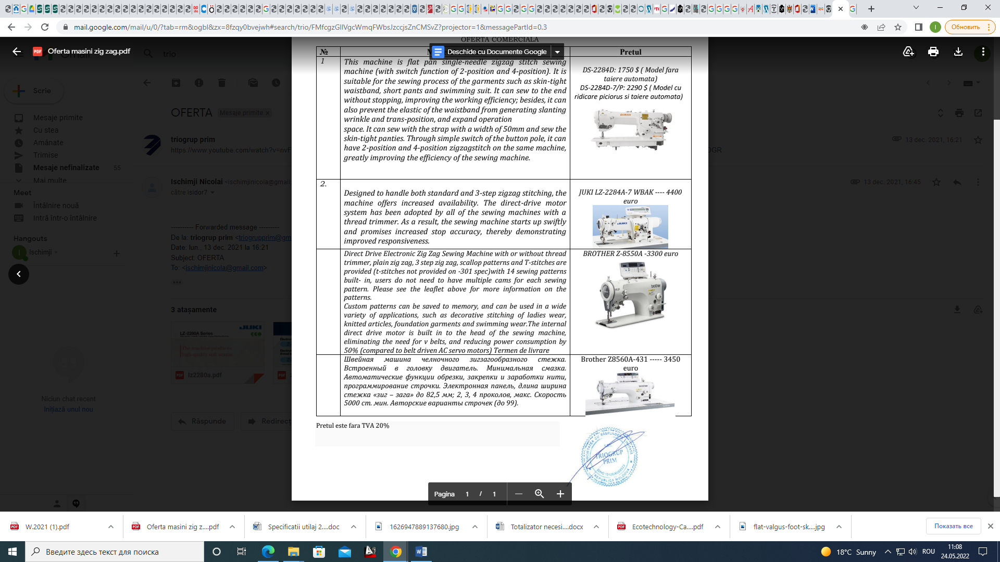 mail.google.com/mail/u/0/?tab=rm&ogbl&zx=8fzqy0bvejwh#search/trio/FMfcgzGllVgcWmqFWbsJzccjsZnCMSvZ?projector=1&messagePartId=0.3
Обновить
OFERTA COMERCIALA
Oferta masini zig zag.pdf
trio
Deschide cu Documente Google
№
Pretul
1
This machine is flat pan single-needle zigzag stitch sewing
machine (with switch function of 2-position and 4-position). It is
suitable for the sewing process of the garments such as skin-tight
waistband, short pants and swimming suit. It can sew to the end
without stopping, improving the working efficiency; besides, it can
also prevent the elastic of the waistband from generating slanting
wrinkle and trans-position, and expand operation
space. It can sew with the strap with a width of 50mm and sew the
skin-tight panties. Through simple switch of the button pole, it can
have 2-position and 4-position zigzagstitch on the same machine,
greatly improving the efficiency of the sewing machine.
DS-2284D: 1750 $ ( Model fara
taiere automata)
DS-2284D-7/P: 2290 $ ( Model cu
ridicare piciorus si taiere automata)
2.
Designed to handle both standard and 3-step zigzag stitching, the
machine offers increased availability. The direct-drive motor
system has been adopted by all of the sewing machines with a
thread trimmer. As a result, the sewing machine starts up swiftly
and promises increased stop accuracy, thereby demonstrating
improved responsiveness.
JUKI LZ-2284A-7 WBAK ---- 4400
euro
JUKI
Direct Drive Electronic Zig Zag Sewing Machine with or without thread
trimmer, plain zig zag, 3 step zig zag, scallop patterns and T-stitches are
provided (t-stitches not provided on -301 spec)with 14 sewing patterns
built- in, users do not need to have multiple cams for each sewing
pattern. Please see the leaflet above for more information on the
patterns.
Custom patterns can be saved to memory, and can be used in a wide
variety of applications, such as decorative stitching of ladies wear,
knitted articles, foundation garments and swimming wear.The internal
direct drive motor is built in to the head of the sewing machine,
eliminating the need for v belts, and reducing power consumption by
50% (compared to belt driven AC servo motors) Termen de livrare
BROTHER Z-8550A -3300 euro
brother
Швейная машина челночного зигзагообразного стежка.
Встроенный в головку двигатель. Минимальная смазка.
Автоматические функции обрезки, закрепки и заработки нити,
программирование строчки. Электронная панель, длина ширина
стежка «зиг – зага» до 82,5 мм; 2, 3, 4 проколов, макс. Скорость
5000 ст. мин. Авторские варианты строчек (до 99).
Brother Z8560A-431 ----- 3450
euro
brother
Pretul este fara TVA 20%
TRIOGRUP
PRIM
REPUBLICA MOLDOVA
Pagina 1 / 1
Scrie
Mesaje primite
Cu stea
Amânate
Trimise
Mesaje nefinalizate 55
Mai multe
Meet
Întâlnire nouă
Intră într-o întâlnire
Hangouts
Ischimji
Niciun chat recent
Inițiază unul nou
OFERTA Mesaje primite ×
triogrup prim
https://www.youtube.com/watch?v=nvF
13 dec. 2021, 16:21
Ischimji Nicolai <ischimjinicola@gmail.
către isidor7
13 dec. 2021, 16:45
---------- Forwarded message ---------
De la: triogrup prim <triogrupprim@gm
Date: lun., 13 dec. 2021 la 16:21
Subject: OFERTA
To: <ischimjinicola@gmail.com>
3 atașamente
LZ-2280A Series JUKI
lz2280a.pdf
Răspunde
Redirecț
W.2021 (1).pdf
Oferta masini zig z....pdf
Specificatii utilaj 2....doc
1626947889137680.jpg
Totalizator necesi....docx
Ecotechnology-Ca....pdf
flat-valgus-foot-sk....jpg
Показать все
Введите здесь текст для поиска
18°C Sunny
ROU
11:08
24.05.2022